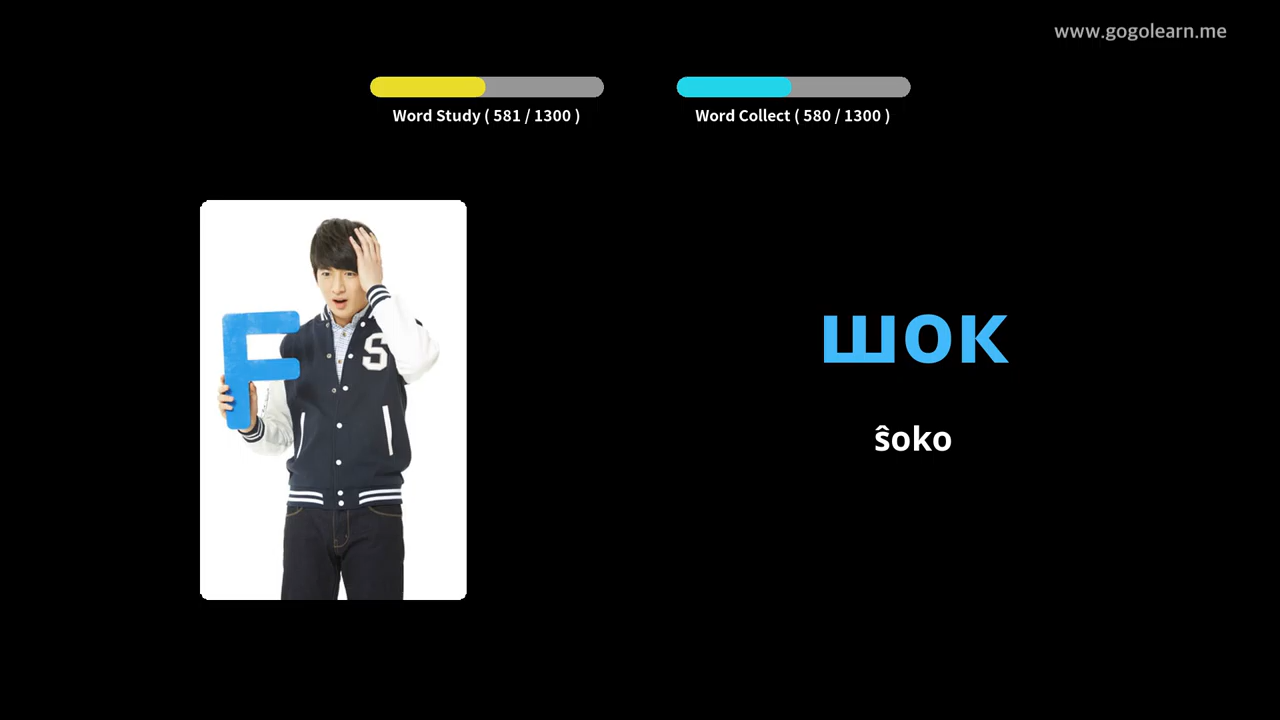 www.gogolearn.me
Word Study ( 581 / 1300 )
Word Collect ( 580 / 1300 )
F
S
шок
ŝoko